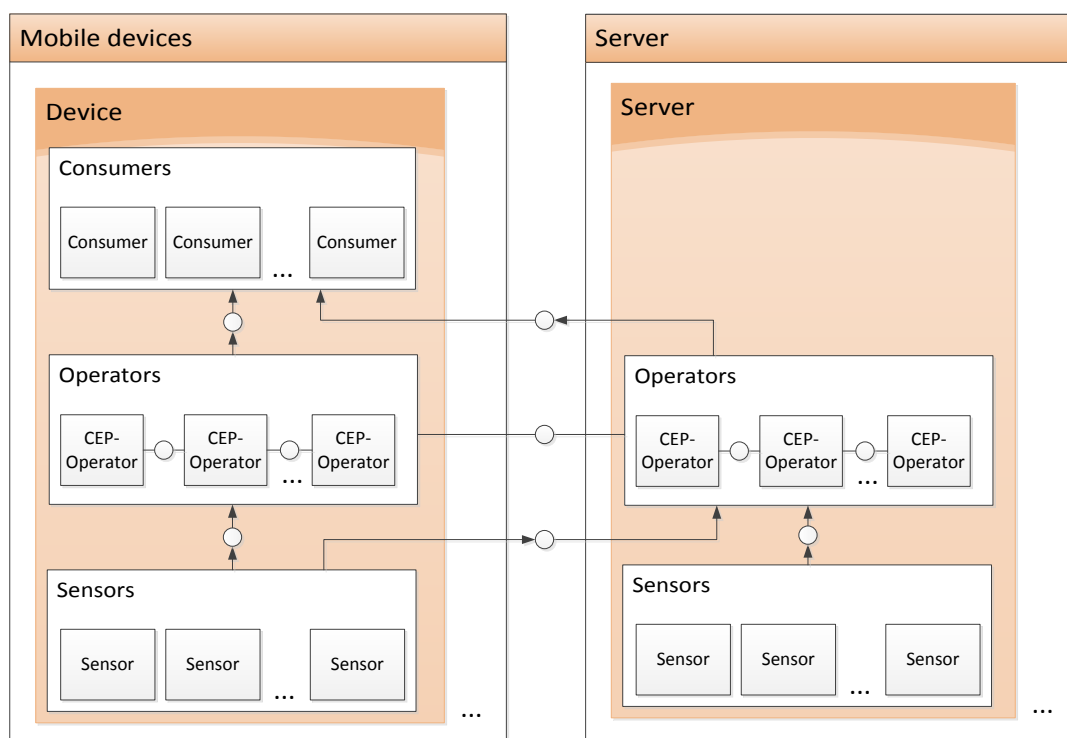 Mobile devices
Device
Consumers
Consumer
Consumer
...
Consumer
Operators
CEP-
Operator
CEP-
Operator
...
CEP-
Operator
Sensors
Sensor
Sensor
...
Sensor
...
Server
Server
Operators
CEP-
Operator
CEP-
Operator
...
CEP-
Operator
Sensors
Sensor
Sensor
...
Sensor
...